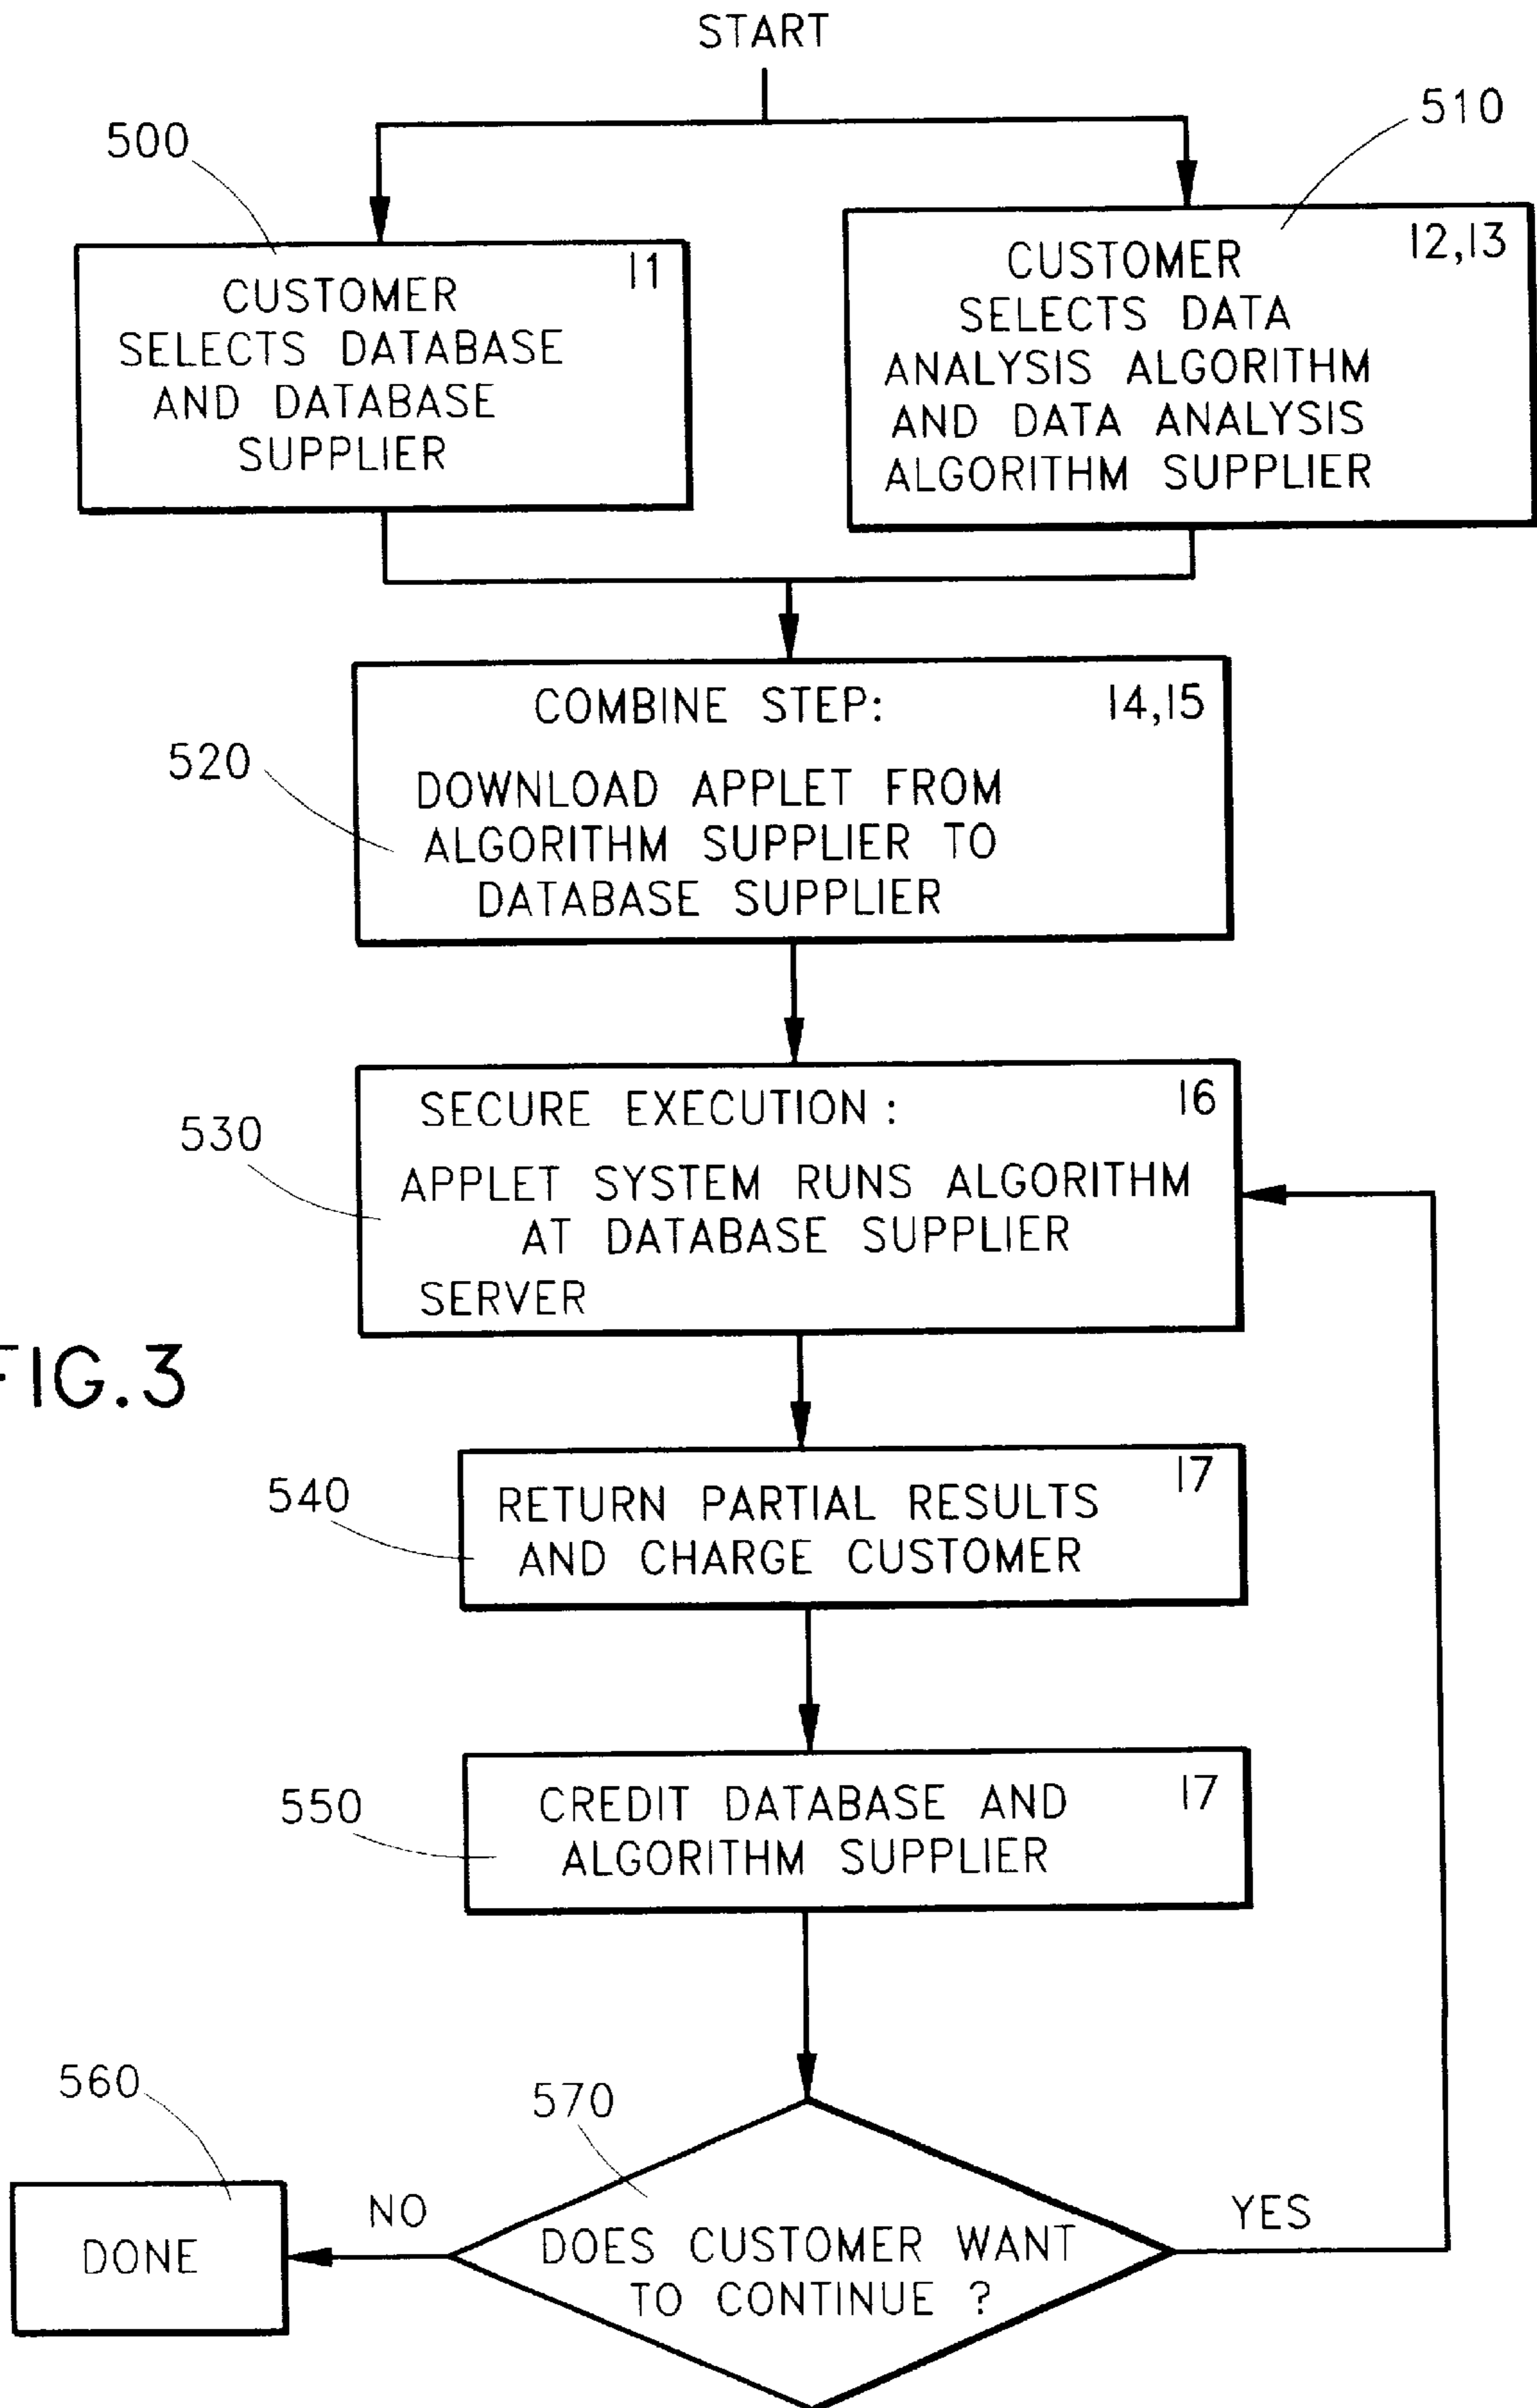 START
500
510
11
CUSTOMER
SELECTS DATABASE
AND DATABASE
SUPPLIER
12,13
CUSTOMER
SELECTS DATA
ANALYSIS ALGORITHM
AND DATA ANALYSIS
ALGORITHM SUPPLIER
520
COMBINE STEP: 14,15
DOWNLOAD APPLET FROM
ALGORITHM SUPPLIER TO
DATABASE SUPPLIER
530
SECURE EXECUTION: 16
APPLET SYSTEM RUNS ALGORITHM
AT DATABASE SUPPLIER
SERVER
FIG.3
540
17
RETURN PARTIAL RESULTS
AND CHARGE CUSTOMER
550
CREDIT DATABASE AND 17
ALGORITHM SUPPLIER
560
570
DONE
NO
DOES CUSTOMER WANT
TO CONTINUE ?
YES